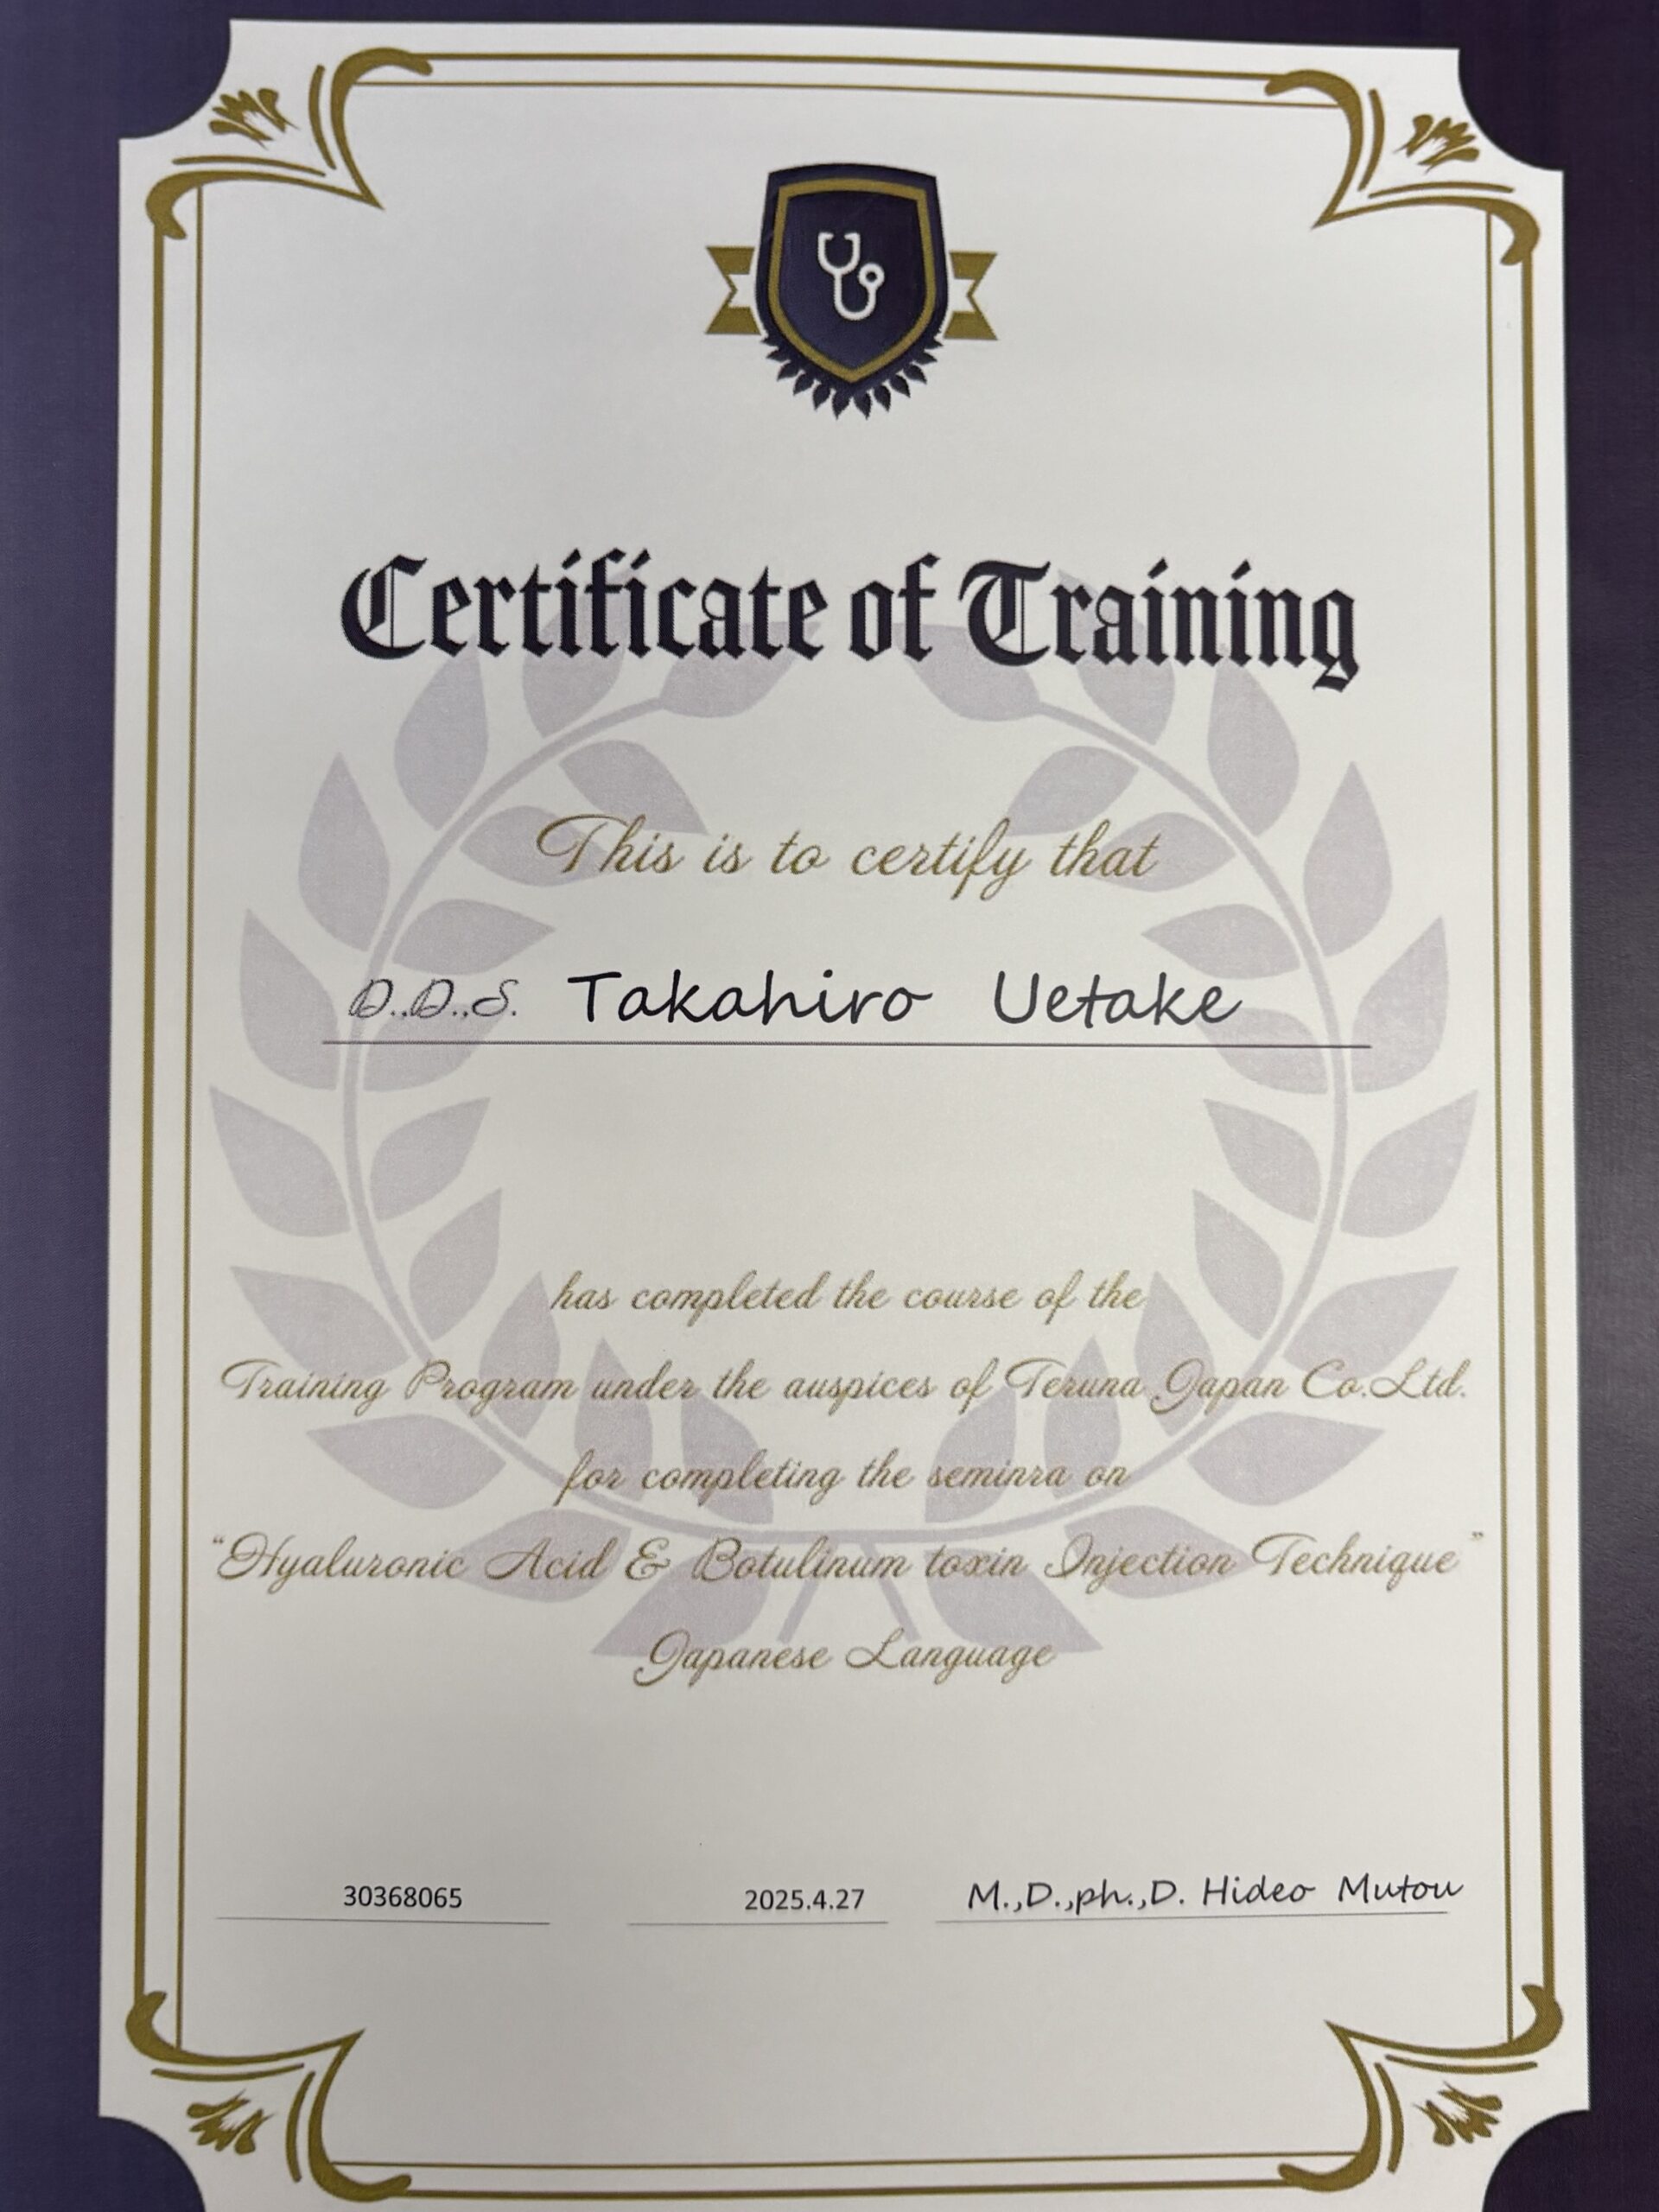 Certificate of Training
This is to certify that
D.,D.,S. Takahiro Uetake
has completed the course of the
Training Program under the auspices of Teruna Japan Co.Ltd.
for completing the seminra on
“Hyaluronic Acid & Botulinum toxin Injection Technique”
Japanese Language
30368065 2025.4.27 M.,D.,ph.,D. Hideo Mutou